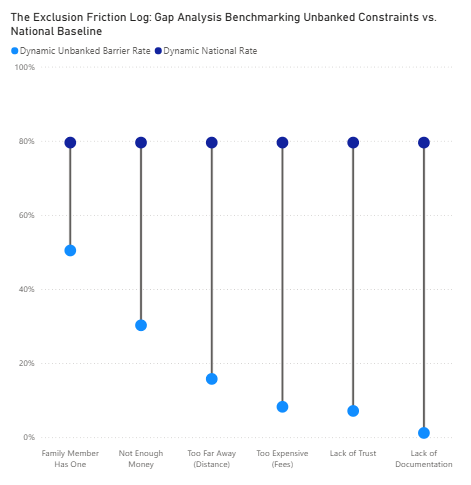 The Exclusion Friction Log: Gap Analysis Benchmarking Unbanked Constraints vs.
National Baseline
Dynamic Unbanked Barrier Rate Dynamic National Rate
100%
80%
60%
40%
20%
0%
Family Member
Has One
Not Enough
Money
Too Far Away
(Distance)
Too Expensive
(Fees)
Lack of Trust
Lack of
Documentation